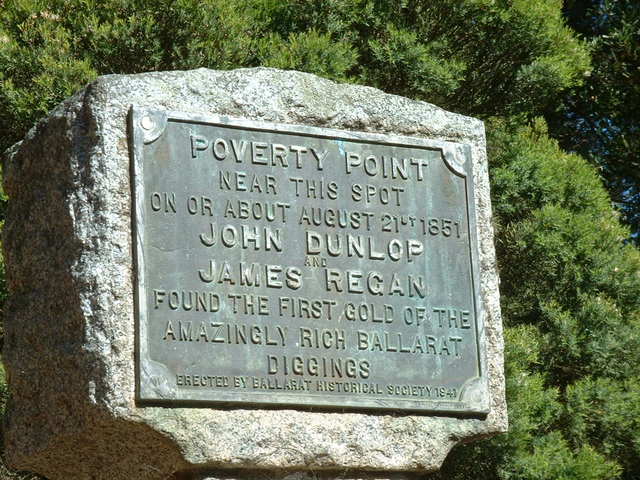 POVERTY POINT
NEAR THIS SPOT
ON OR ABOUT AUGUST 21ST 1851
JOHN DUNLOP
AND
JAMES REGAN
FOUND THE FIRST GOLD OF THE
AMAZINGLY RICH BALLARAT
DIGGINGS
ERECTED BY BALLARAT HISTORICAL SOCIETY 1941